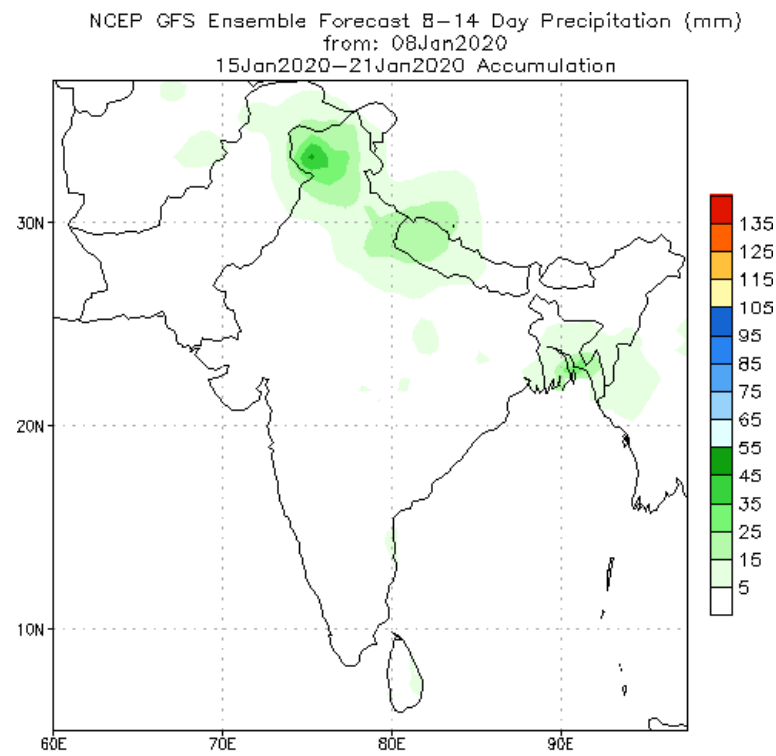 NCEP GFS Ensemble Forecast 8-14 Day Precipitation (mm)
from: 08Jan2020
15Jan2020-21Jan2020 Accumulation
30N
20N
10N
60E
70E
80E
90E
135
125
115
105
95
85
75
65
55
45
35
25
15
5